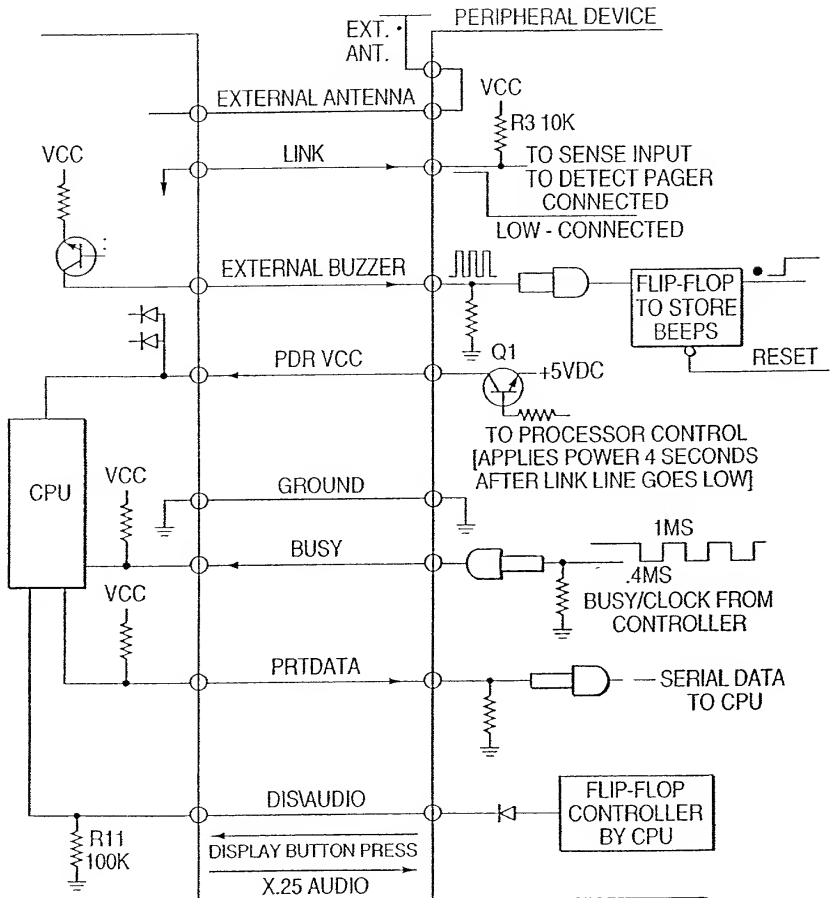 PERIPHERAL DEVICE
EXT.
ANT.
EXTERNAL ANTENNA
VCC
R3 10K
LINK
TO SENSE INPUT
TO DETECT PAGER
CONNECTED
LOW - CONNECTED
VCC
EXTERNAL BUZZER
FLIP-FLOP
TO STORE
BEEPS
RESET
PDR VCC
Q1
+5VDC
TO PROCESSOR CONTROL
[APPLIES POWER 4 SECONDS
AFTER LINK LINE GOES LOW]
CPU
VCC
GROUND
BUSY
1MS
.4MS
BUSY/CLOCK FROM
CONTROLLER
VCC
PRTDATA
SERIAL DATA
TO CPU
DIS\AUDIO
FLIP-FLOP
CONTROLLER
BY CPU
R11
100K
DISPLAY BUTTON PRESS
X.25 AUDIO